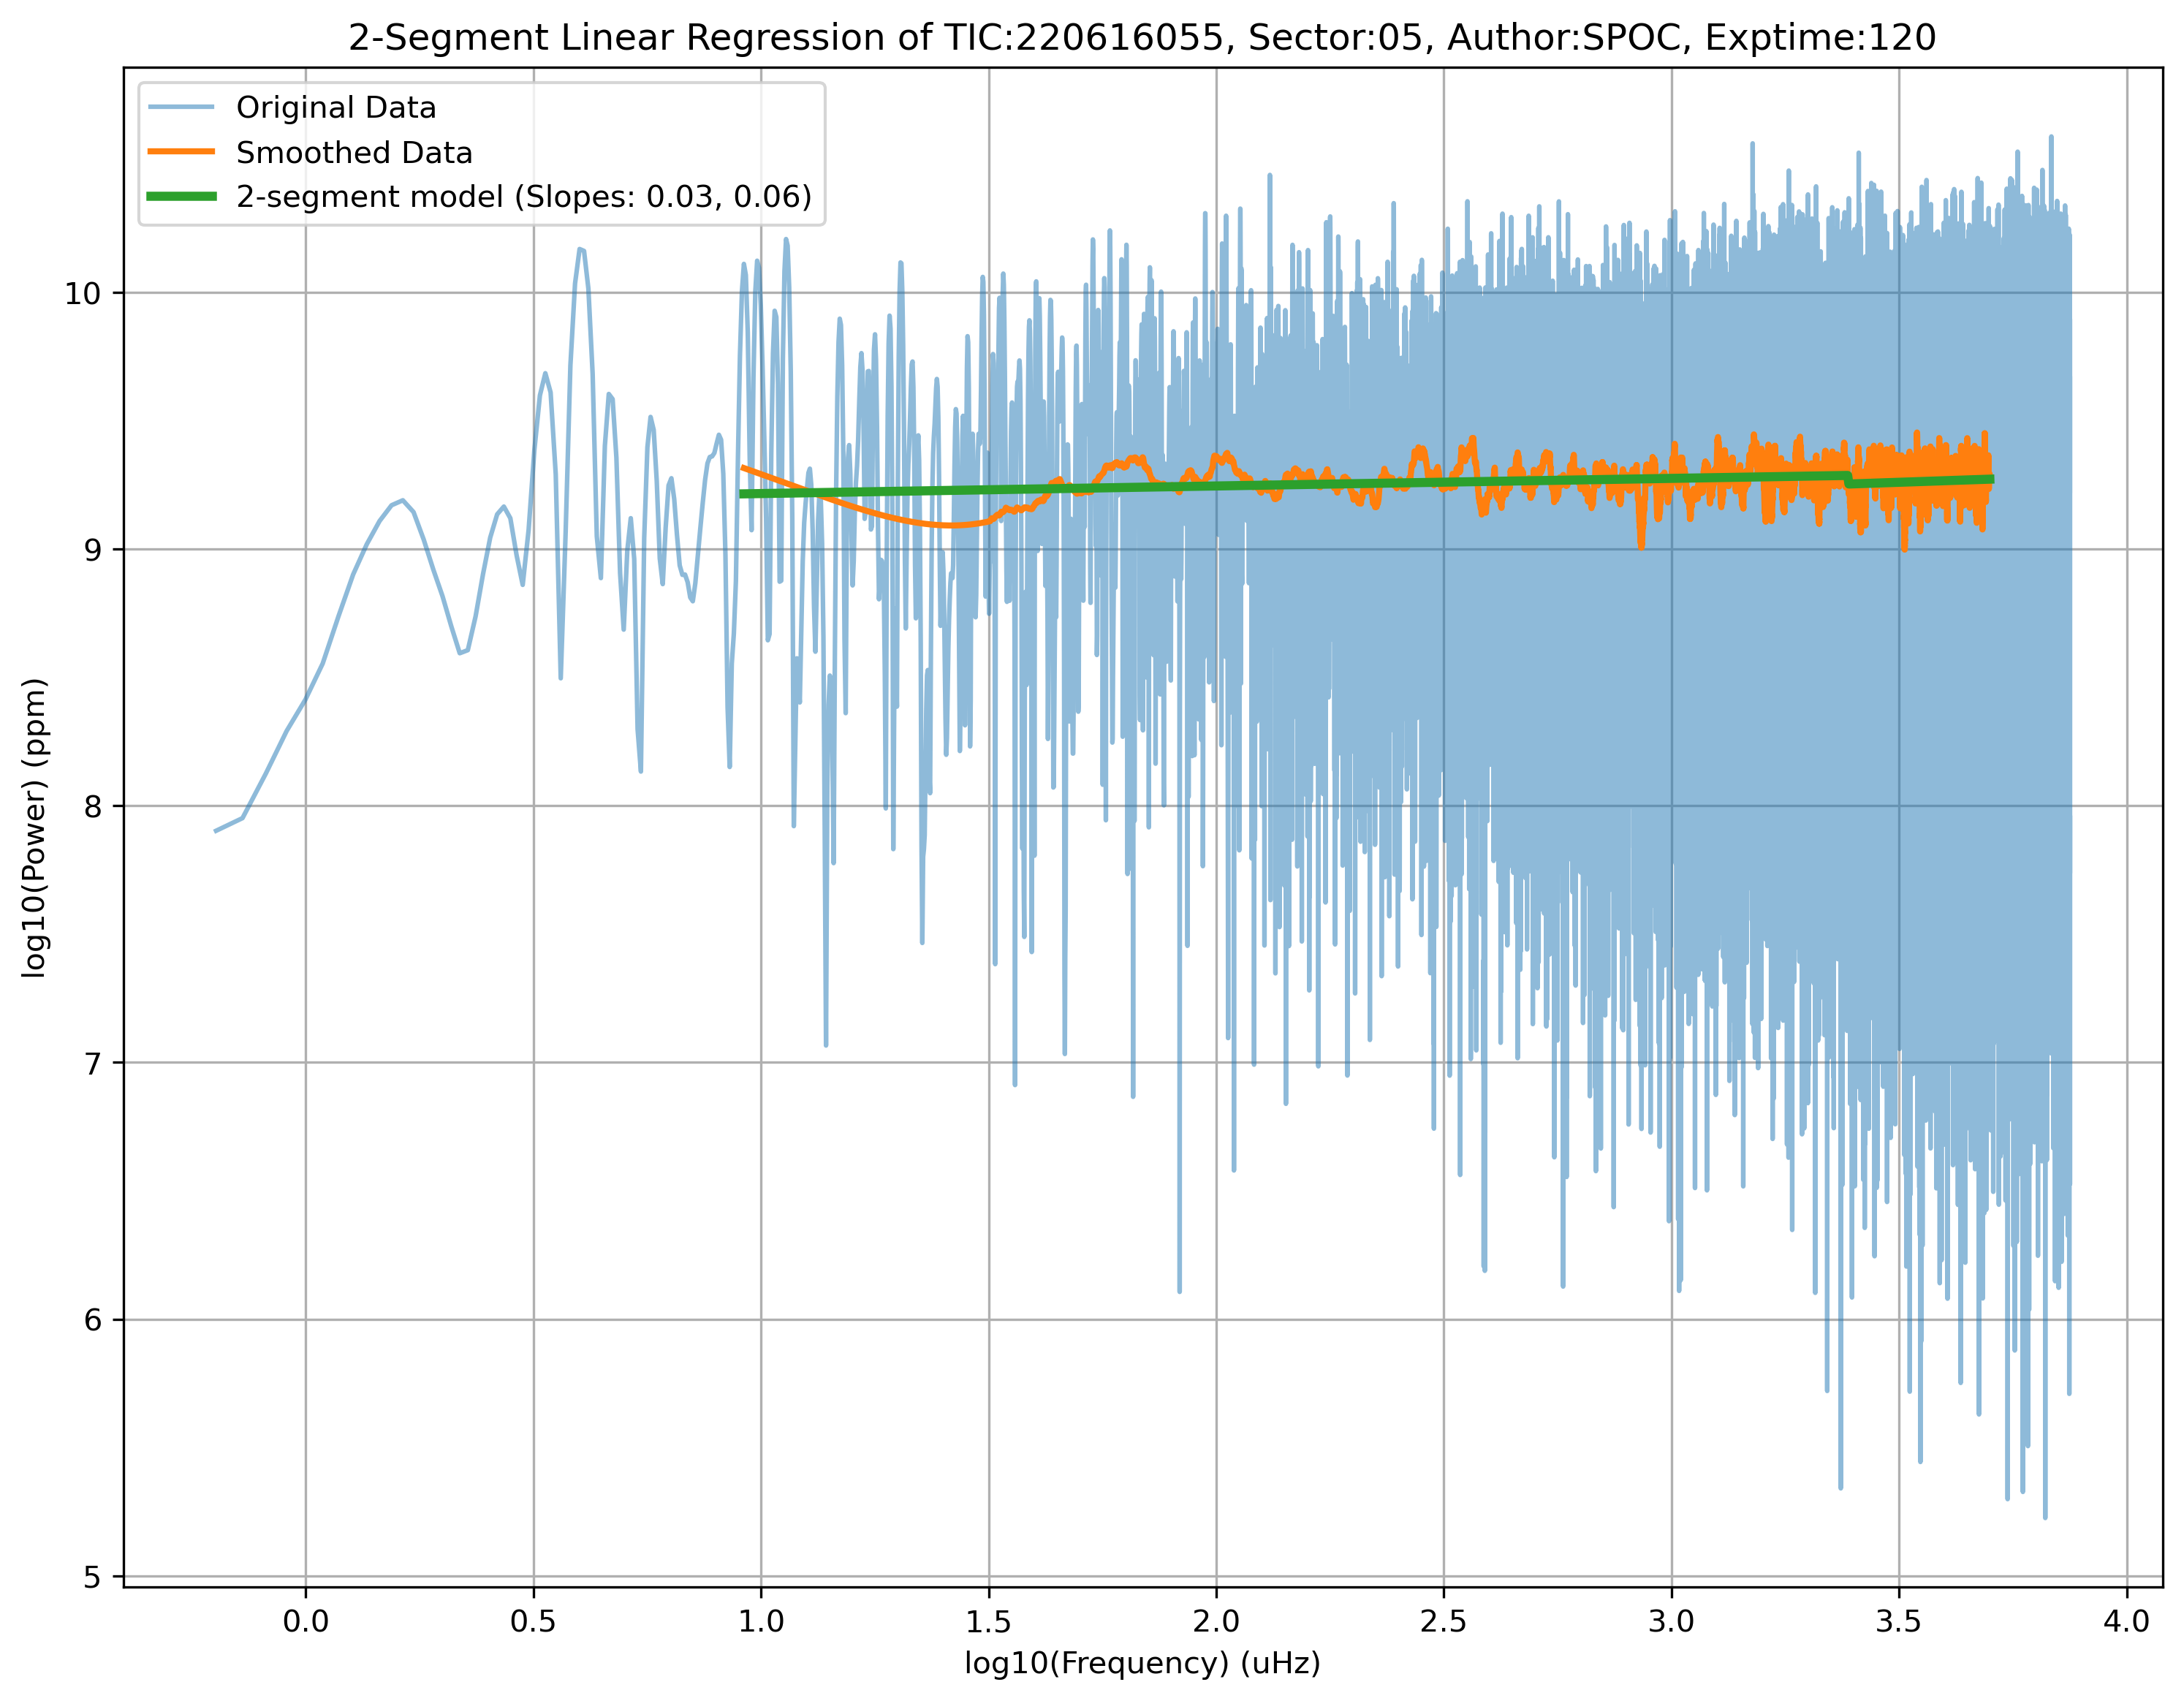 2-Segment Linear Regression of TIC:220616055, Sector:05, Author:SPOC, Exptime:120
Original Data
Smoothed Data
2-segment model (Slopes: 0.03, 0.06)
10
9
8
7
6
5
log10(Power) (ppm)
0.0 0.5 1.0 1.5 2.0 2.5 3.0 3.5 4.0
log10(Frequency) (uHz)